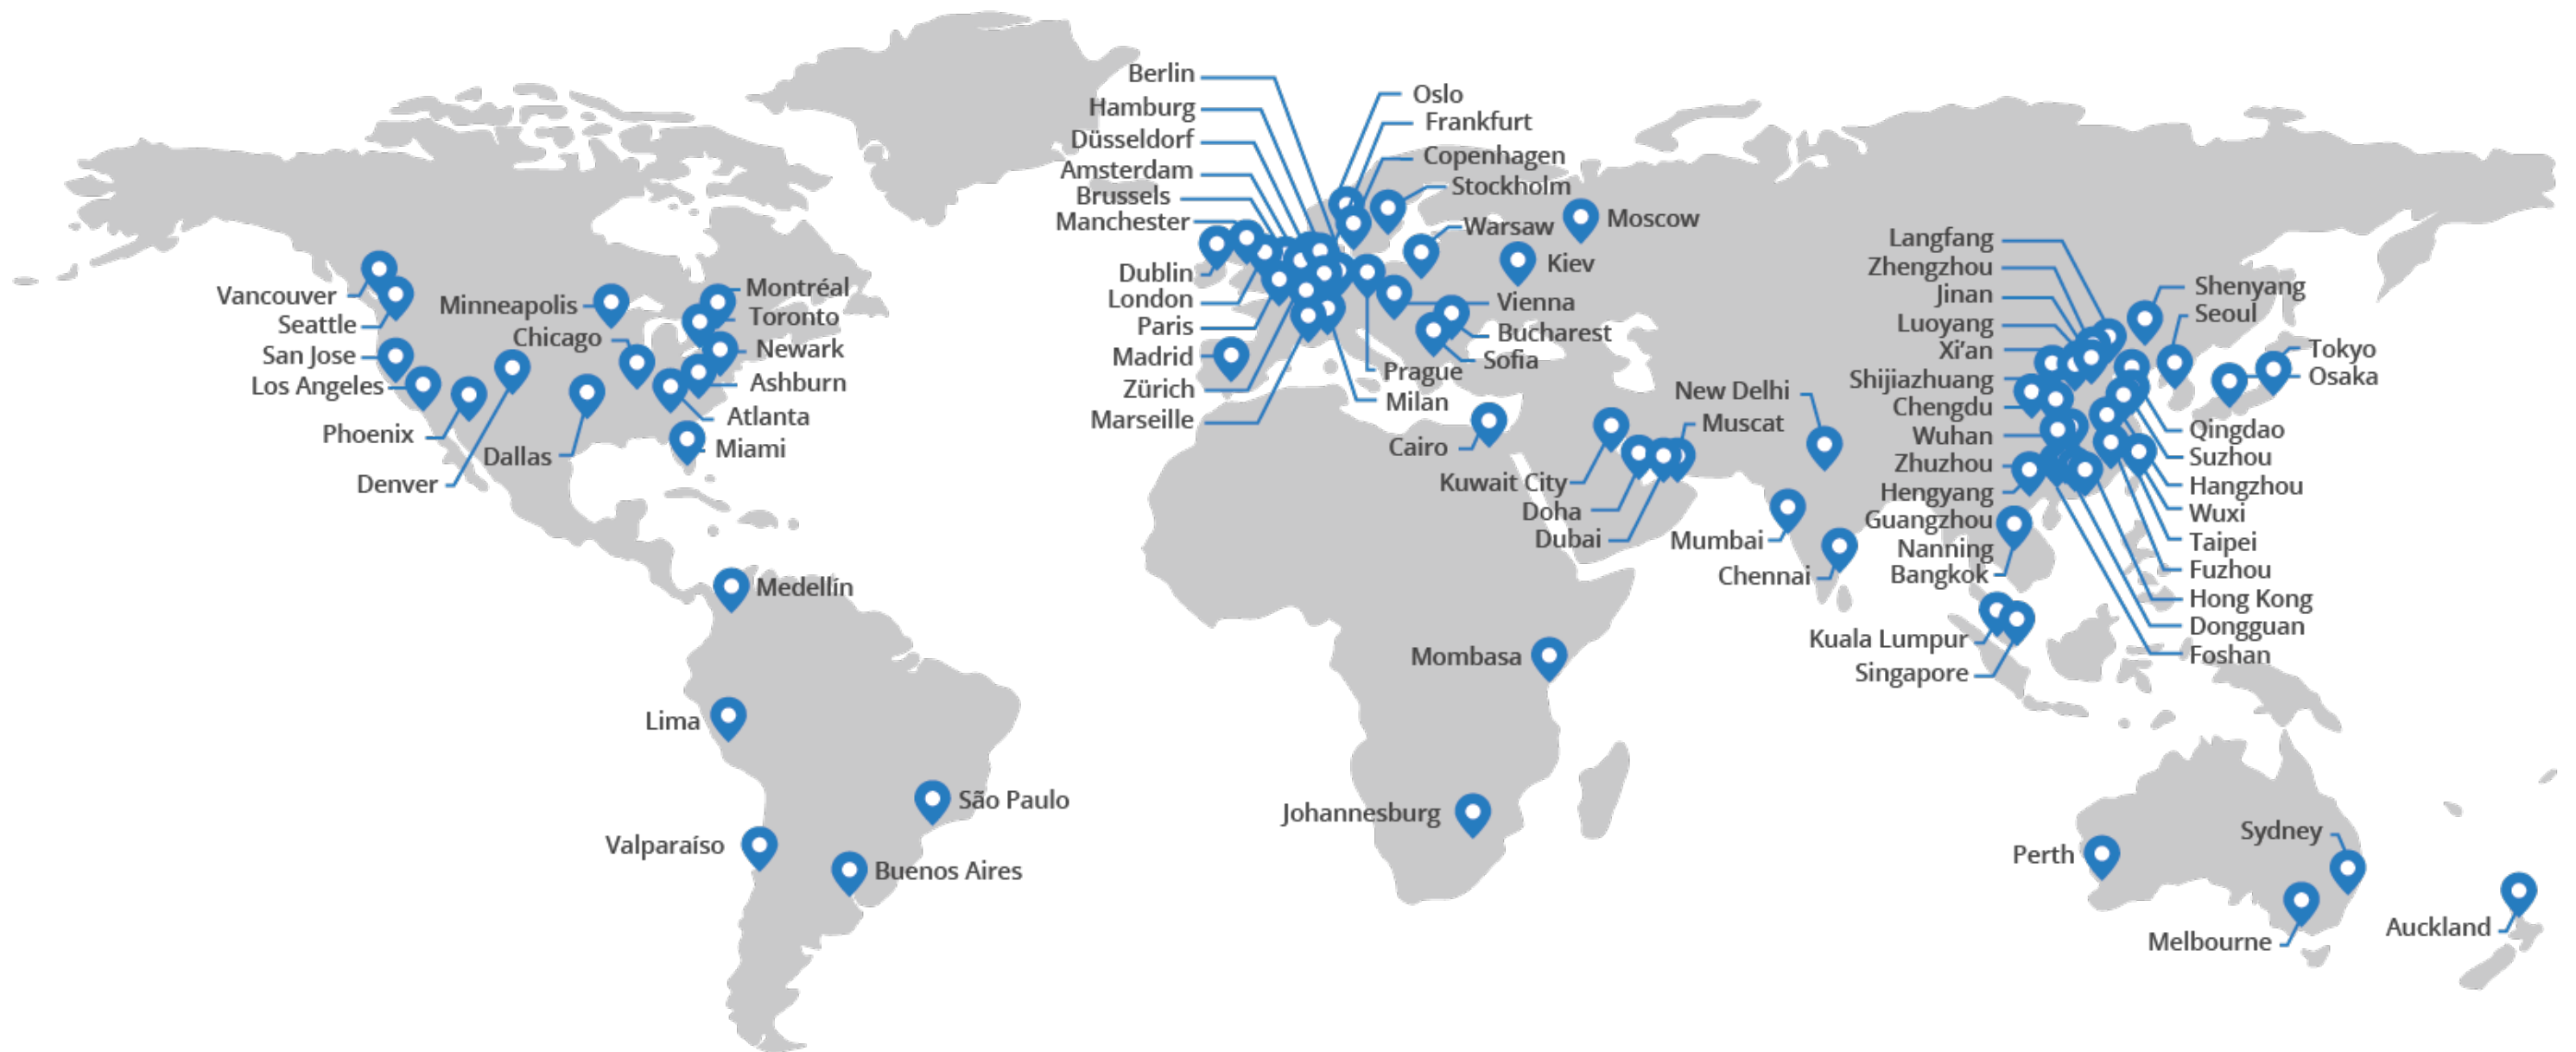 Vancouver
Seattle
San Jose
Los Angeles
Phoenix
Denver
Minneapolis
Chicago
Dallas
Montréal
Toronto
Newark
Ashburn
Atlanta
Miami
Medellín
Lima
São Paulo
Valparaíso
Buenos Aires
Berlin
Hamburg
Düsseldorf
Amsterdam
Brussels
Manchester
Dublin
London
Paris
Madrid
Zürich
Marseille
Oslo
Frankfurt
Copenhagen
Stockholm
Warsaw
Moscow
Kiev
Vienna
Bucharest
Sofia
Prague
Milan
Cairo
Kuwait City
Doha
Dubai
Muscat
New Delhi
Mumbai
Chennai
Mombasa
Johannesburg
Langfang
Zhengzhou
Jinan
Luoyang
Xi'an
Shijiazhuang
Chengdu
Wuhan
Zhuzhou
Hengyang
Guangzhou
Nanning
Bangkok
Kuala Lumpur
Singapore
Shenyang
Seoul
Tokyo
Osaka
Qingdao
Suzhou
Hangzhou
Wuxi
Taipei
Fuzhou
Hong Kong
Dongguan
Foshan
Perth
Sydney
Melbourne
Auckland